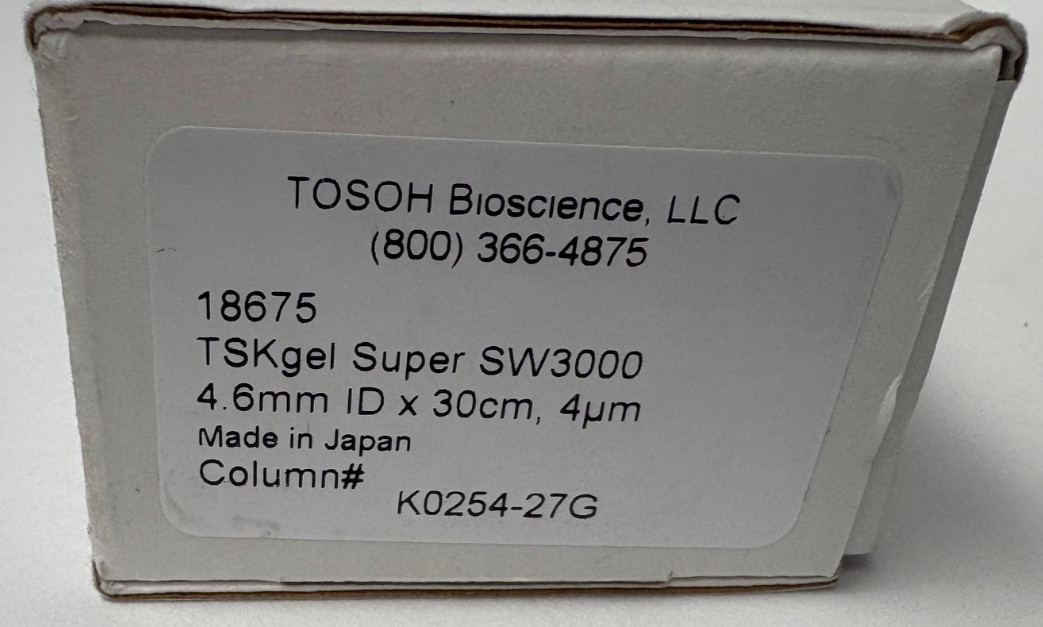 TOSOH Bioscience, LLC
(800) 366-4875
18675
TSKgel Super SW3000
4.6mm ID x 30cm, 4µm
Made in Japan
Column#
K0254-27G